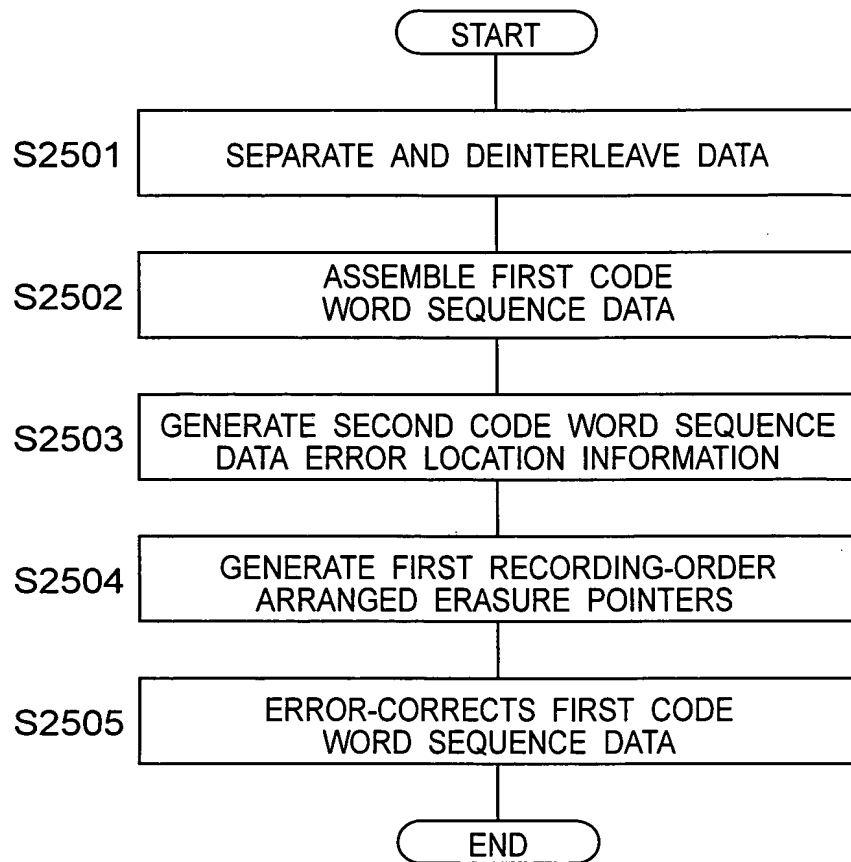 START
S2501
SEPARATE AND DEINTERLEAVE DATA
S2502
ASSEMBLE FIRST CODE
WORD SEQUENCE DATA
S2503
GENERATE SECOND CODE WORD SEQUENCE
DATA ERROR LOCATION INFORMATION
S2504
GENERATE FIRST RECORDING-ORDER
ARRANGED ERASURE POINTERS
S2505
ERROR-CORRECTS FIRST CODE
WORD SEQUENCE DATA
END